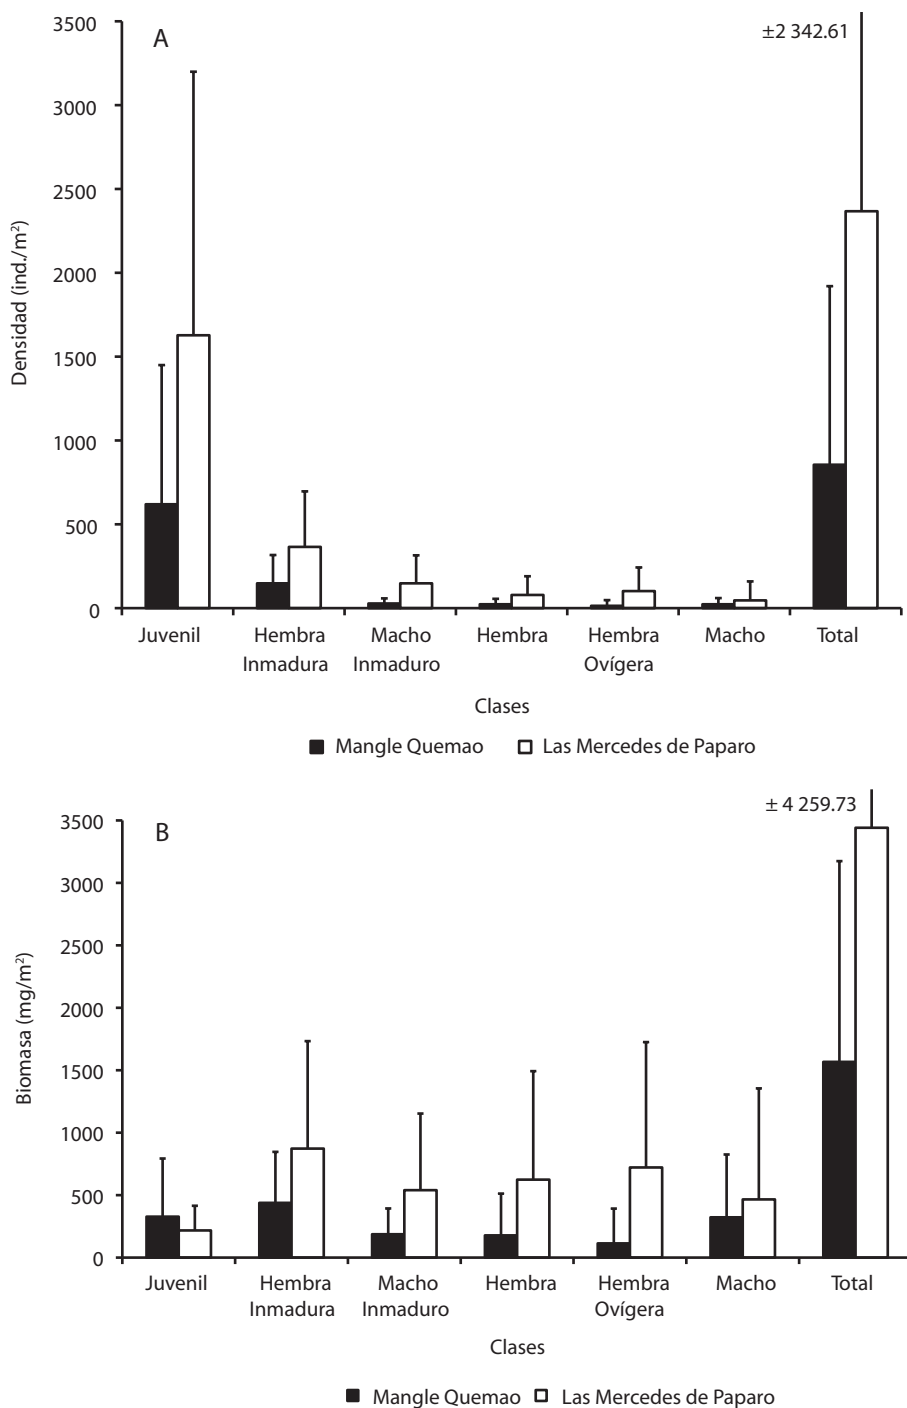 3500
A
±2 342.61
3000
2500
2000
1500
1000
500
0
Densidad (ind./m²)
Juvenil Hembra Macho Hembra Hembra Macho Total
Inmadura Inmaduro Ovígera
Clases
Mangle Quemao Las Mercedes de Paparo
± 4 259.73
3500
B
3000
2500
2000
1500
1000
500
0
Biomasa (mg/m²)
Juvenil Hembra Macho Hembra Hembra Macho Total
Inmadura Inmaduro Ovígera
Clases
Mangle Quemao Las Mercedes de Paparo